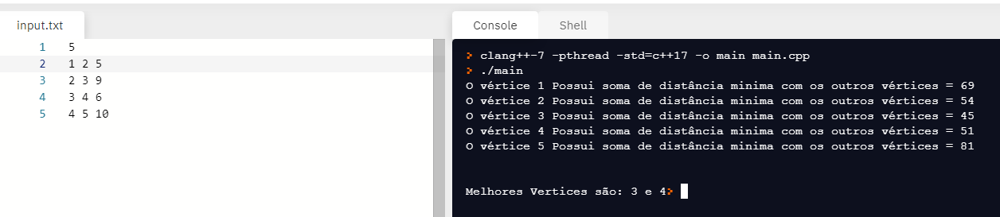 input.txt
1 5
2 1 2 5
3 2 3 9
4 3 4 6
5 4 5 10
Console Shell
> clang++-7 -pthread -std=c++17 -o main main.cpp
> ./main
O vértice 1 Possui soma de distância minima com os outros vértices = 69
O vértice 2 Possui soma de distância minima com os outros vértices = 54
O vértice 3 Possui soma de distância minima com os outros vértices = 45
O vértice 4 Possui soma de distância minima com os outros vértices = 51
O vértice 5 Possui soma de distância minima com os outros vértices = 81
Melhores Vertices são: 3 e 4>